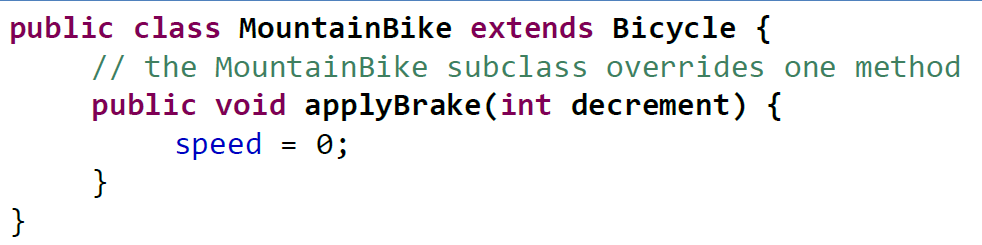 public class MountainBike extends Bicycle {
// the MountainBike subclass overrides one method
public void applyBrake(int decrement) {
speed = 0;
}
}